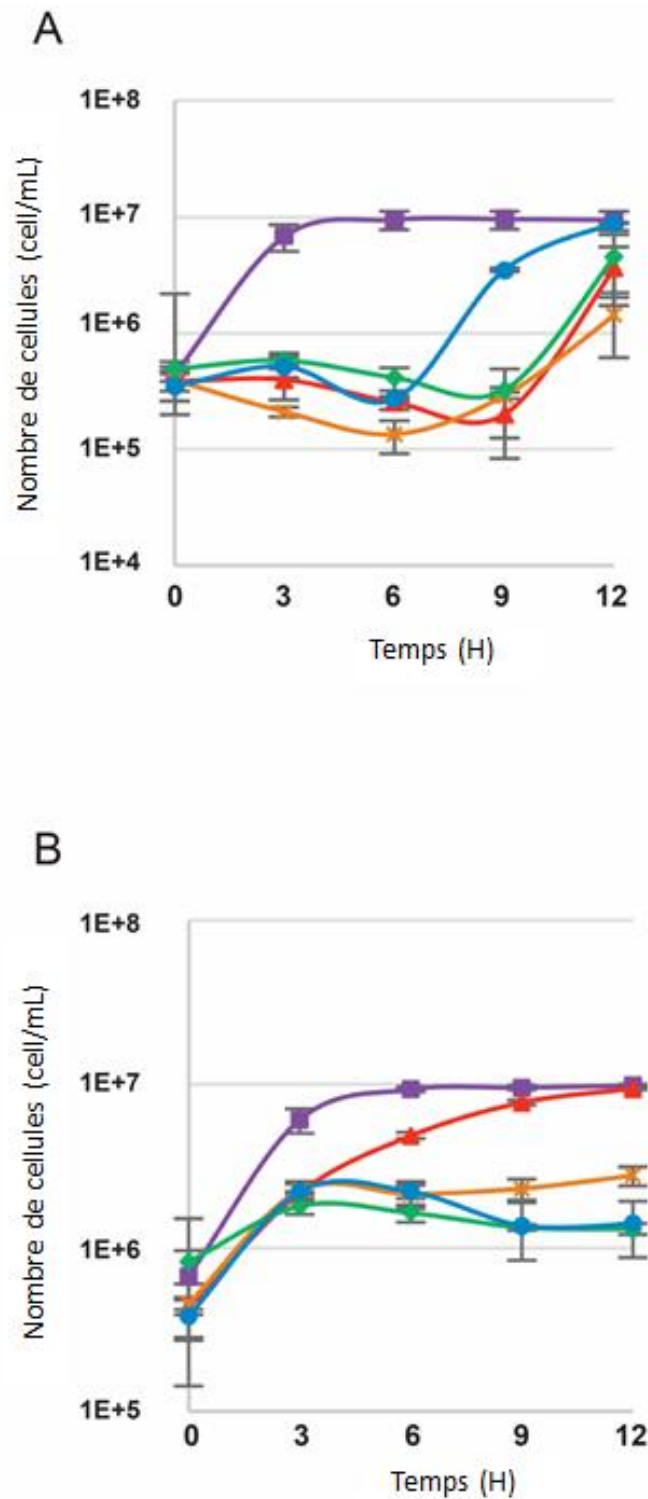 A
1E+8
1E+7
1E+6
1E+5
1E+4
Nombre de cellules (cell/mL)
0 3 6 9 12
Temps (H)
B
1E+8
1E+7
1E+6
1E+5
Nombre de cellules (cell/mL)
0 3 6 9 12
Temps (H)